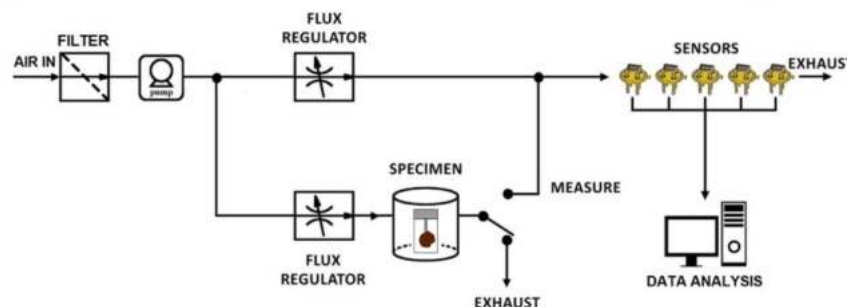 FLUX
REGULATOR
FILTER
AIR IN
pump
SENSORS
EXHAUST
SPECIMEN
MEASURE
FLUX
REGULATOR
EXHAUST
DATA ANALYSIS